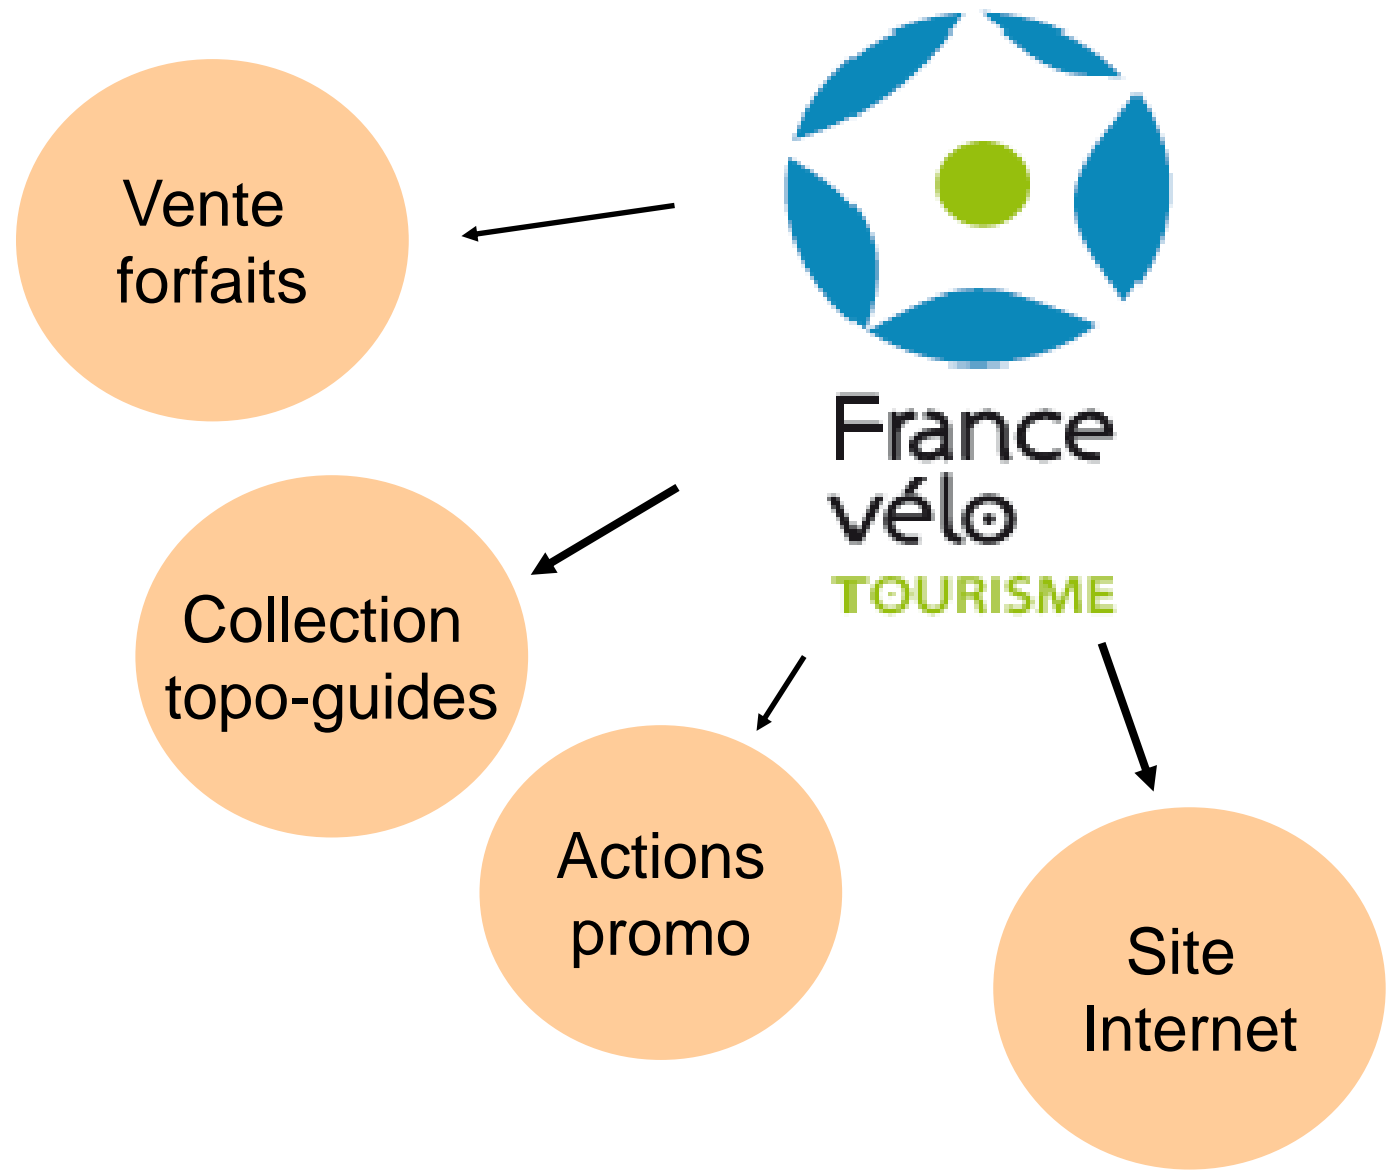 France
vélo
TOURISME
Vente
forfaits
Collection
topo-guides
Actions
promo
Site
Internet